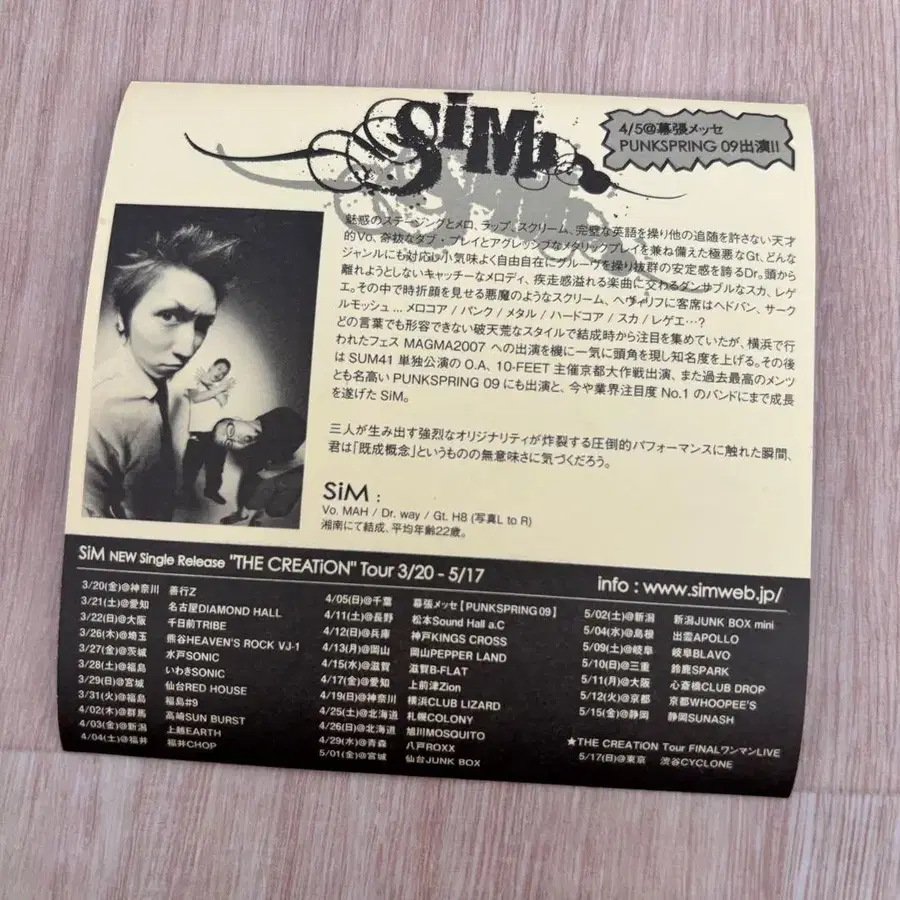 SiM
4/5@幕張メッセ
PUNKSPRING 09出演!!
魅惑のステージングとメロ、ラップ、スクリーム、完璧な英語を操り他の追随を許さない天才
的Vo、奇抜なダブ・プレイとアグレッシブなメタリックプレイを兼ね備えた極悪なGt、どんな
ジャンルにも対応し小気味よく自由自在にグルーヴを操り抜群の安定感を誇るDr。頭から
離れようとしないキャッチーなメロディ、疾走感溢れる楽曲に交わるダンサブルなスカ、レゲ
エ。その中で時折顔を見せる悪魔のようなスクリーム、ヘヴィリフに客席はヘドバン、サーク
ルモッシュ...メロコア / パンク / メタル / ハードコア / スカ / レゲエ…?
どの言葉でも形容できない破天荒なスタイルで結成時から注目を集めていたが、横浜で行
われたフェス MAGMA2007 への出演を機に一気に頭角を現し知名度を上げる。その後
は SUM41 単独公演の O.A、10-FEET 主催京都大作戦出演、また過去最高のメンツ
とも名高い PUNKSPRING 09 にも出演と、今や業界注目度 No.1 のバンドにまで成長
を遂げた SiM。
三人が生み出す強烈なオリジナリティが炸裂する圧倒的パフォーマンスに触れた瞬間、
君は「既成概念」というものの無意味さに気づくだろう。
SiM :
Vo. MAH / Dr. way / Gt. H8 (写真L to R)
湘南にて結成、平均年齢22歳。
SiM NEW Single Release "THE CREATiON" Tour 3/20 - 5/17
info : www.simweb.jp/
3/20(金)@神奈川 善行Z
3/21(土)@愛知 名古屋DIAMOND HALL
3/22(日)@大阪 千日前TRIBE
3/26(木)@埼玉 熊谷HEAVEN'S ROCK VJ-1
3/27(金)@茨城 水戸SONIC
3/28(土)@福島 いわきSONIC
3/29(日)@宮城 仙台RED HOUSE
3/31(火)@福島 福島#9
4/02(木)@群馬 高崎SUN BURST
4/03(金)@新潟 上越EARTH
4/04(土)@福井 福井CHOP
4/05(日)@千葉 幕張メッセ【PUNKSPRING 09】
4/11(土)@長野 松本Sound Hall a.C
4/12(日)@兵庫 神戸KINGS CROSS
4/13(月)@岡山 岡山PEPPER LAND
4/15(水)@滋賀 滋賀B-FLAT
4/17(金)@愛知 上前津Zion
4/19(日)@神奈川 横浜CLUB LIZARD
4/25(土)@北海道 札幌COLONY
4/26(日)@北海道 旭川MOSQUITO
4/29(水)@青森 八戸ROXX
5/01(金)@宮城 仙台JUNK BOX
5/02(土)@新潟 新潟JUNK BOX mini
5/04(水)@島根 出雲APOLLO
5/09(土)@岐阜 岐阜BLAVO
5/10(日)@三重 鈴鹿SPARK
5/11(月)@大阪 心斎橋CLUB DROP
5/12(火)@京都 京都WHOOPEE'S
5/15(金)@静岡 静岡SUNASH
★THE CREATiON Tour FINALワンマンLIVE
5/17(日)@東京 渋谷CYCLONE